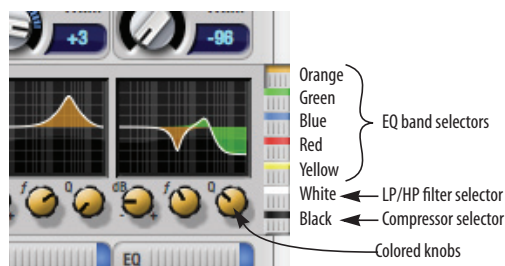 +3
-96
Orange
Green
Blue
Red
Yellow
White
Black
EQ band selectors
LP/HP filter selector
Compressor selector
Colored knobs
f Q dB f Q
- +
EQ